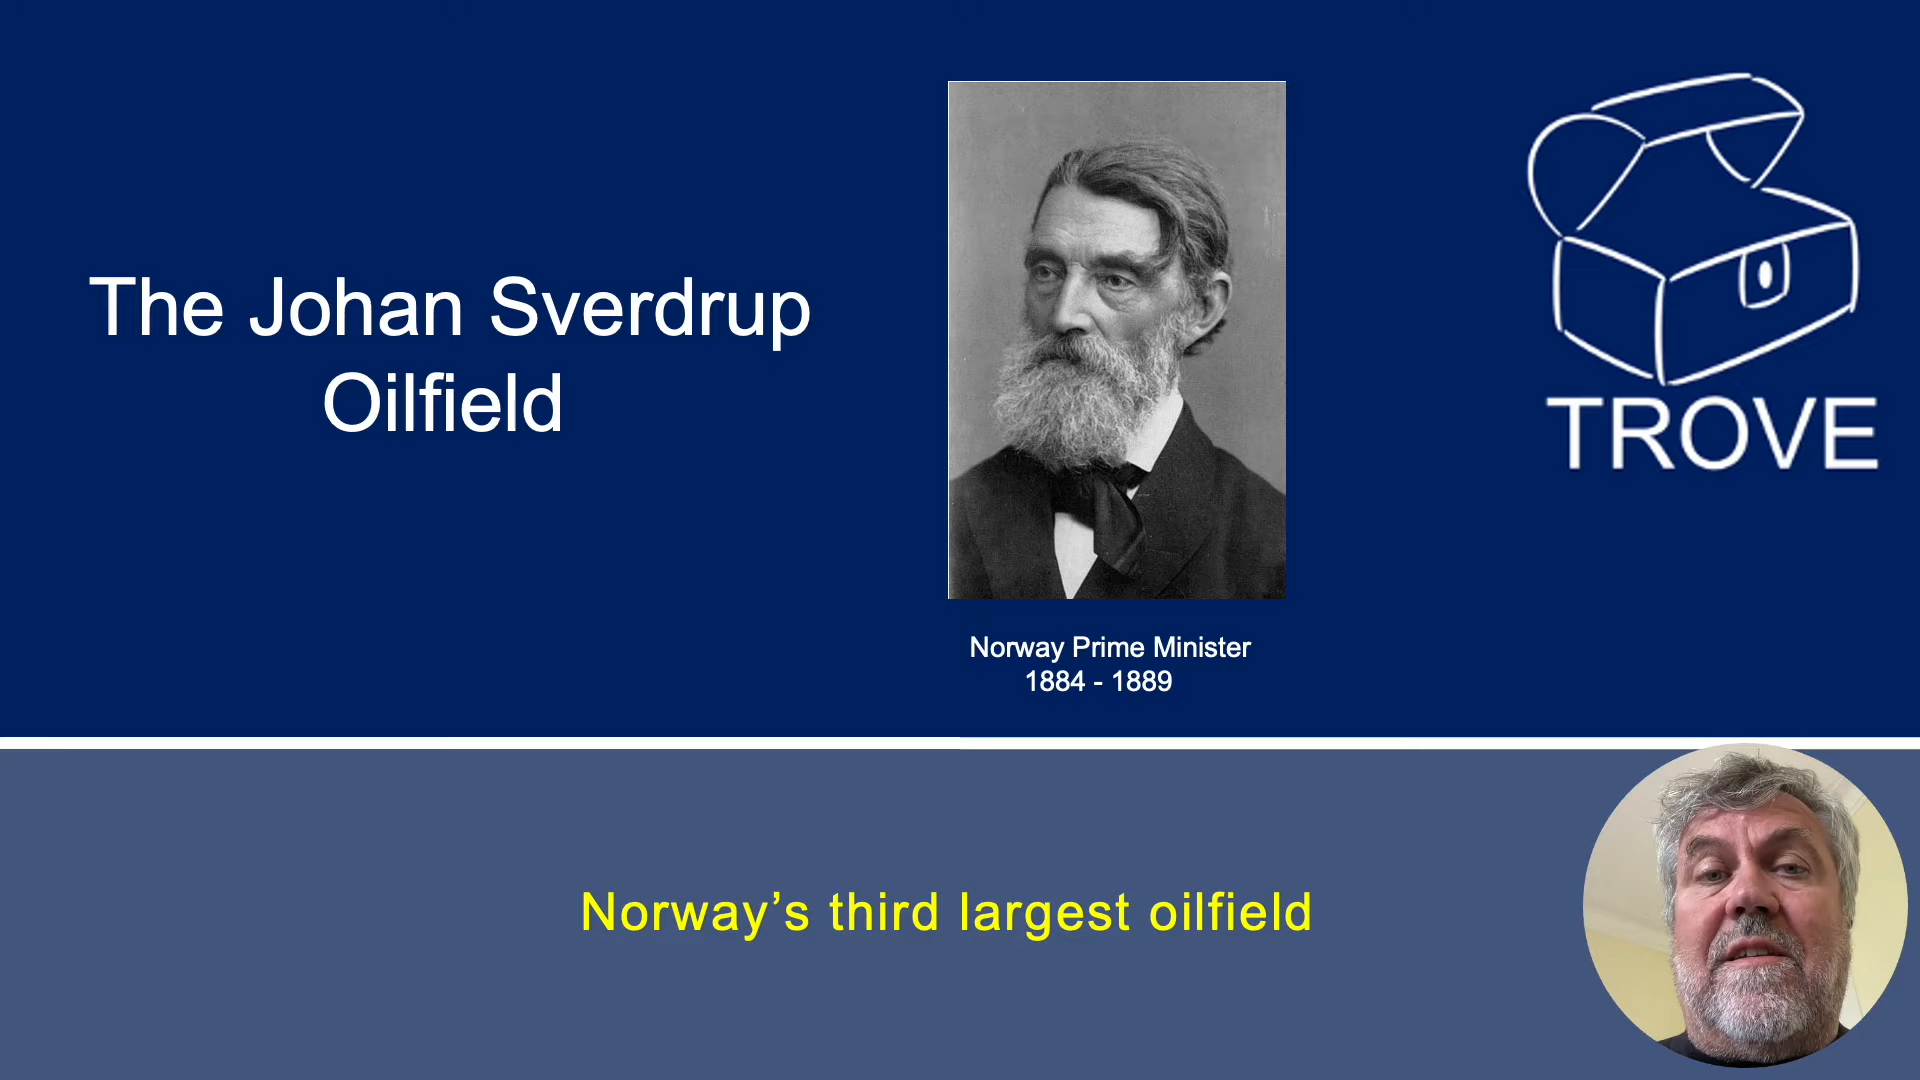 The Johan Sverdrup
Oilfield
TROVE
Norway Prime Minister
1884 - 1889
Norway’s third largest oilfield